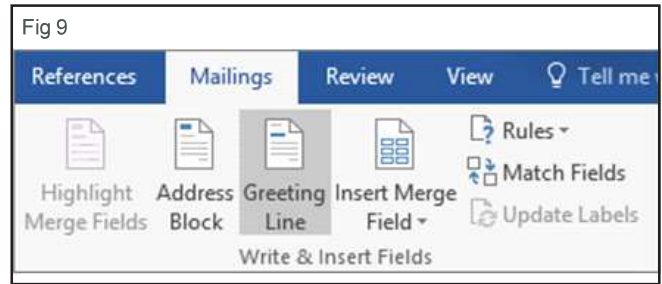 Fig 9
References Mailings Review View Tell me
Highlight Merge Fields
Address Block
Greeting Line
Insert Merge Field
Rules
Match Fields
Update Labels
Write & Insert Fields